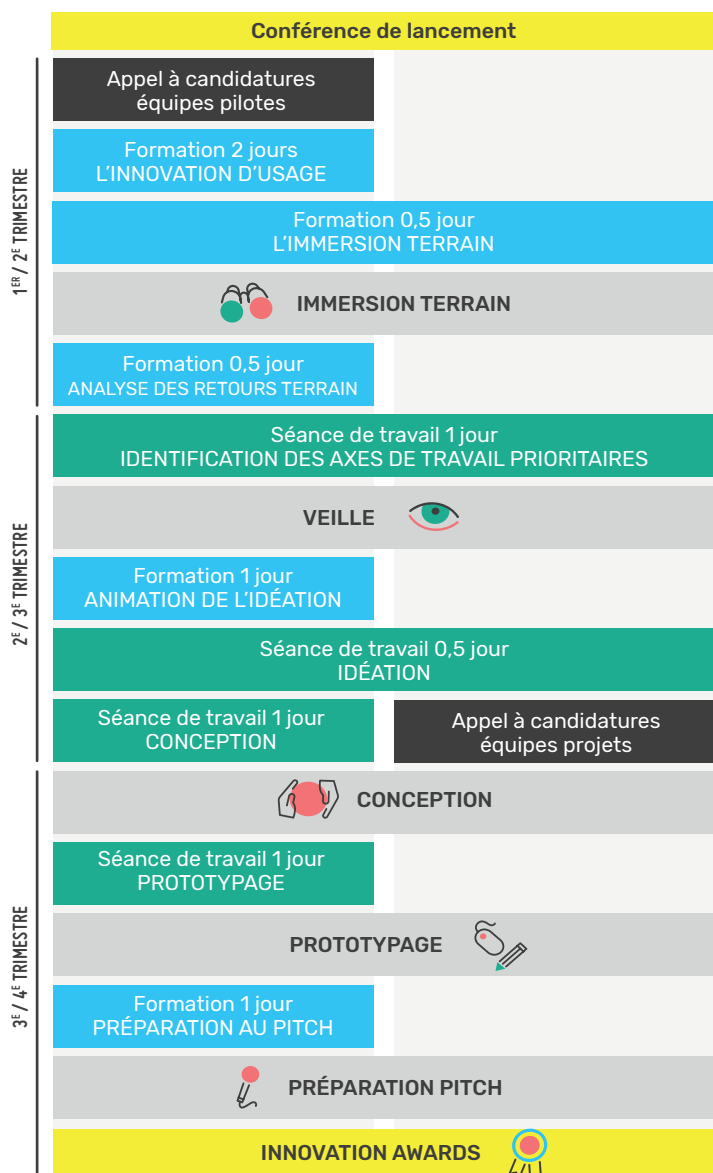 Conférence de lancement
1ER / 2E TRIMESTRE
Appel à candidatures
équipes pilotes
Formation 2 jours
L'INNOVATION D'USAGE
Formation 0,5 jour
L'IMMERSION TERRAIN
IMMERSION TERRAIN
Formation 0,5 jour
ANALYSE DES RETOURS TERRAIN
2E / 3E TRIMESTRE
Séance de travail 1 jour
IDENTIFICATION DES AXES DE TRAVAIL PRIORITAIRES
VEILLE
Formation 1 jour
ANIMATION DE L'IDÉATION
Séance de travail 0,5 jour
IDÉATION
Séance de travail 1 jour
CONCEPTION
Appel à candidatures
équipes projets
3E / 4E TRIMESTRE
CONCEPTION
Séance de travail 1 jour
PROTOTYPAGE
PROTOTYPAGE
Formation 1 jour
PRÉPARATION AU PITCH
PRÉPARATION PITCH
INNOVATION AWARDS